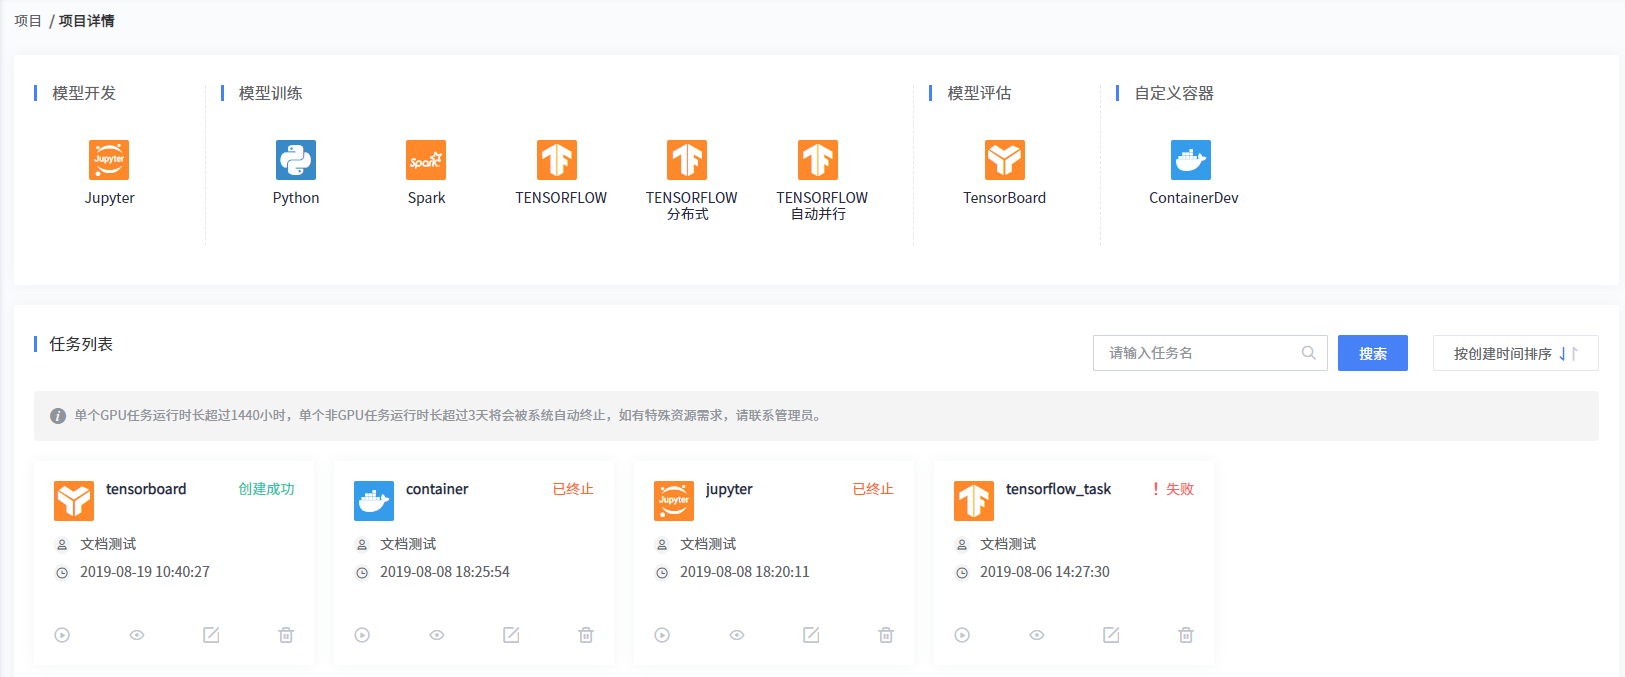 项目 / 项目详情
模型开发
模型训练
模型评估
自定义容器
Jupyter
Spark
Jupyter
Python
Spark
TENSORFLOW
TENSORFLOW
分布式
TENSORFLOW
自动并行
TensorBoard
ContainerDev
任务列表
请输入任务名
搜索
按创建时间排序
单个GPU任务运行时长超过1440小时，单个非GPU任务运行时长超过3天将会被系统自动终止，如有特殊资源需求，请联系管理员。
tensorboard
创建成功
文档测试
2019-08-19 10:40:27
container
已终止
文档测试
2019-08-08 18:25:54
Jupyter
jupyter
已终止
文档测试
2019-08-08 18:20:11
tensorflow_task
! 失败
文档测试
2019-08-06 14:27:30